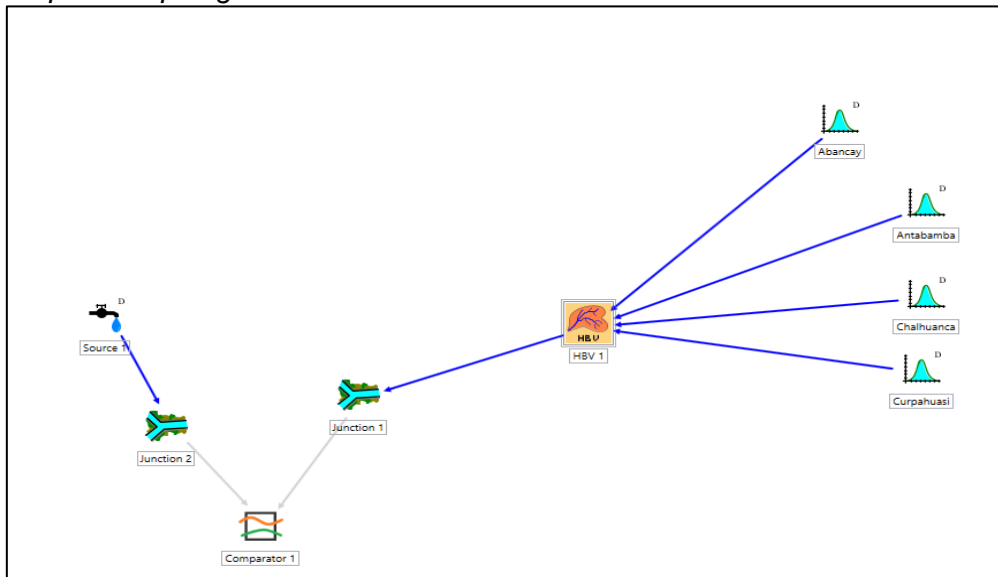 D
Abancay
D
Antabamba
D
Chalhuanca
D
Source 1
HBV
HBV 1
D
Curpahuasi
Junction 1
Junction 2
Comparator 1